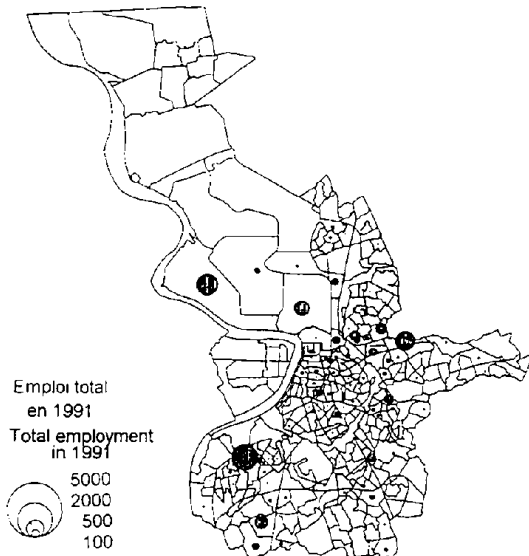 Emploi total
en 1991
Total employment
in 1991
5000
2000
500
100